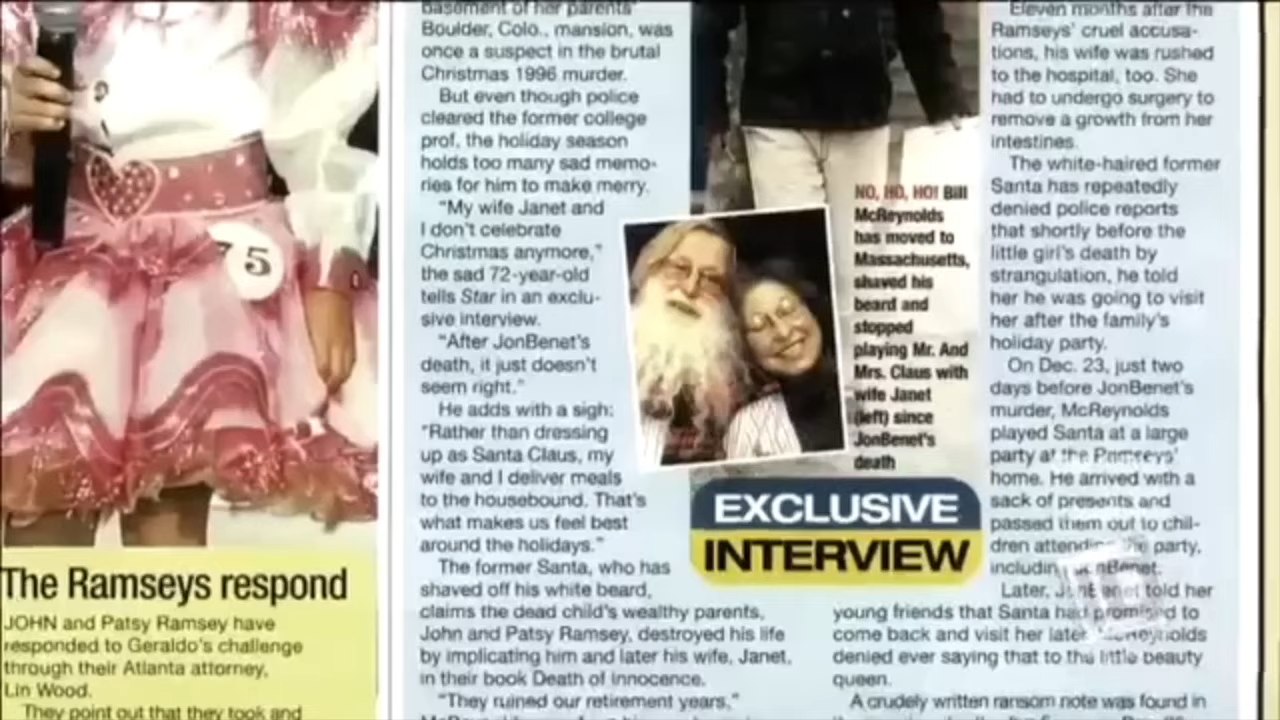 75
The Ramseys respond
JOHN and Patsy Ramsey have
responded to Geraldo's challenge
through their Atlanta attorney,
Lin Wood.
They point out that they took and
basement of her parents'
Boulder, Colo., mansion, was
once a suspect in the brutal
Christmas 1996 murder.
But even though police
cleared the former college
prof, the holiday season
holds too many sad memo-
ries for him to make merry.
"My wife Janet and
I don't celebrate
Christmas anymore,"
the sad 72-year-old
tells Star in an exclu-
sive interview.
"After JonBenet's
death, it just doesn't
seem right."
He adds with a sigh:
"Rather than dressing
up as Santa Claus, my
wife and I deliver meals
to the housebound. That's
what makes us feel best
around the holidays."
The former Santa, who has
shaved off his white beard,
claims the dead child's wealthy parents,
John and Patsy Ramsey, destroyed his life
by implicating him and later his wife, Janet,
in their book Death of Innocence.
"They ruined our retirement years,"
NO, HO, HO! Bill
McReynolds
has moved to
Massachusetts,
shaved his
beard and
stopped
playing Mr. And
Mrs. Claus with
wife Janet
(left) since
JonBenet's
death
EXCLUSIVE
INTERVIEW
Eleven months after the
Ramseys' cruel accusa-
tions, his wife was rushed
to the hospital, too. She
had to undergo surgery to
remove a growth from her
intestines.
The white-haired former
Santa has repeatedly
denied police reports
that shortly before the
little girl's death by
strangulation, he told
her he was going to visit
her after the family's
holiday party.
On Dec. 23, just two
days before JonBenet's
murder, McReynolds
played Santa at a large
party at the Ramseys'
home. He arrived with a
sack of presents and
passed them out to chil-
dren attending the party,
including JonBenet.
Later, JonBenet told her
young friends that Santa had promised to
come back and visit her later. McReynolds
denied ever saying that to the little beauty
queen.
A crudely written ransom note was found in
ID